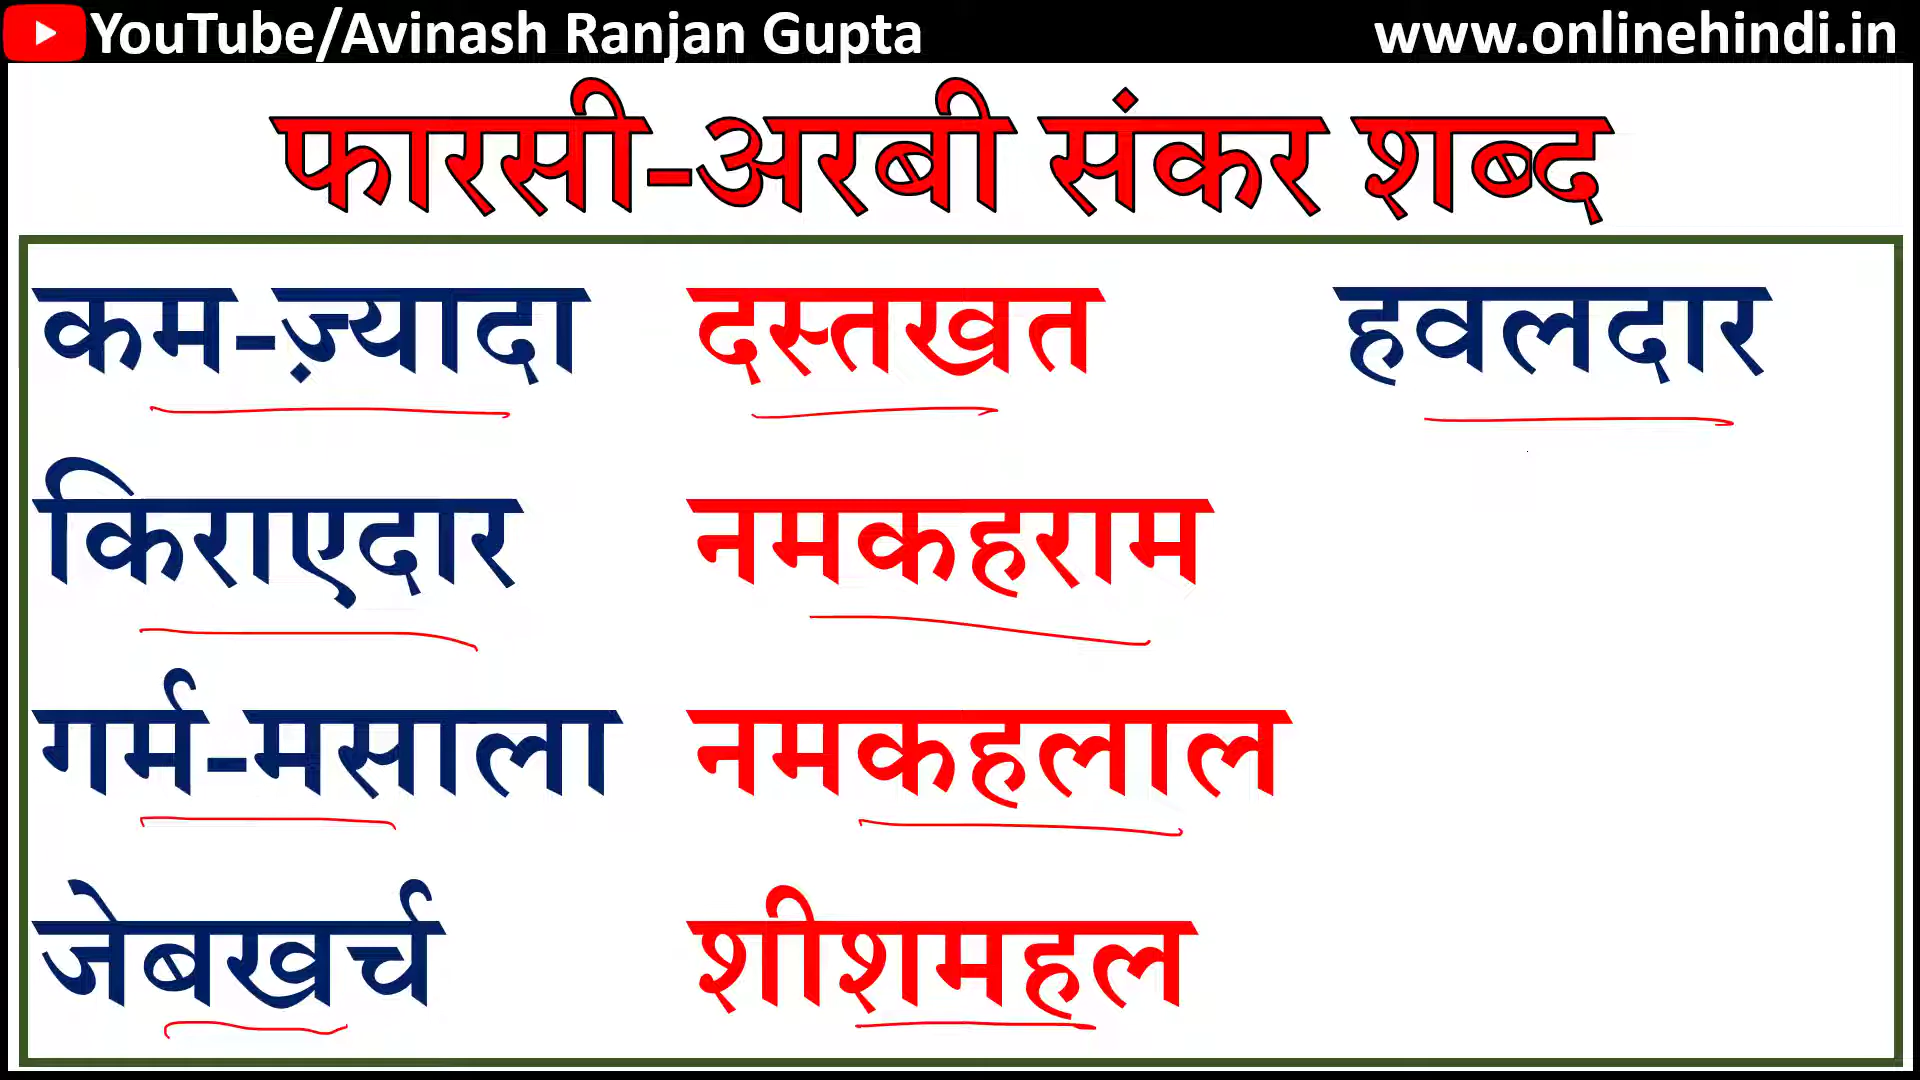 YouTube/Avinash Ranjan Gupta www.onlinehindi.in
फारसी-अरबी संकर शब्द
कम-ज़्यादा दस्तखत हवलदार
किराएदार नमकहराम
गर्म-मसाला नमकहलाल
जेबखर्च शीशमहल